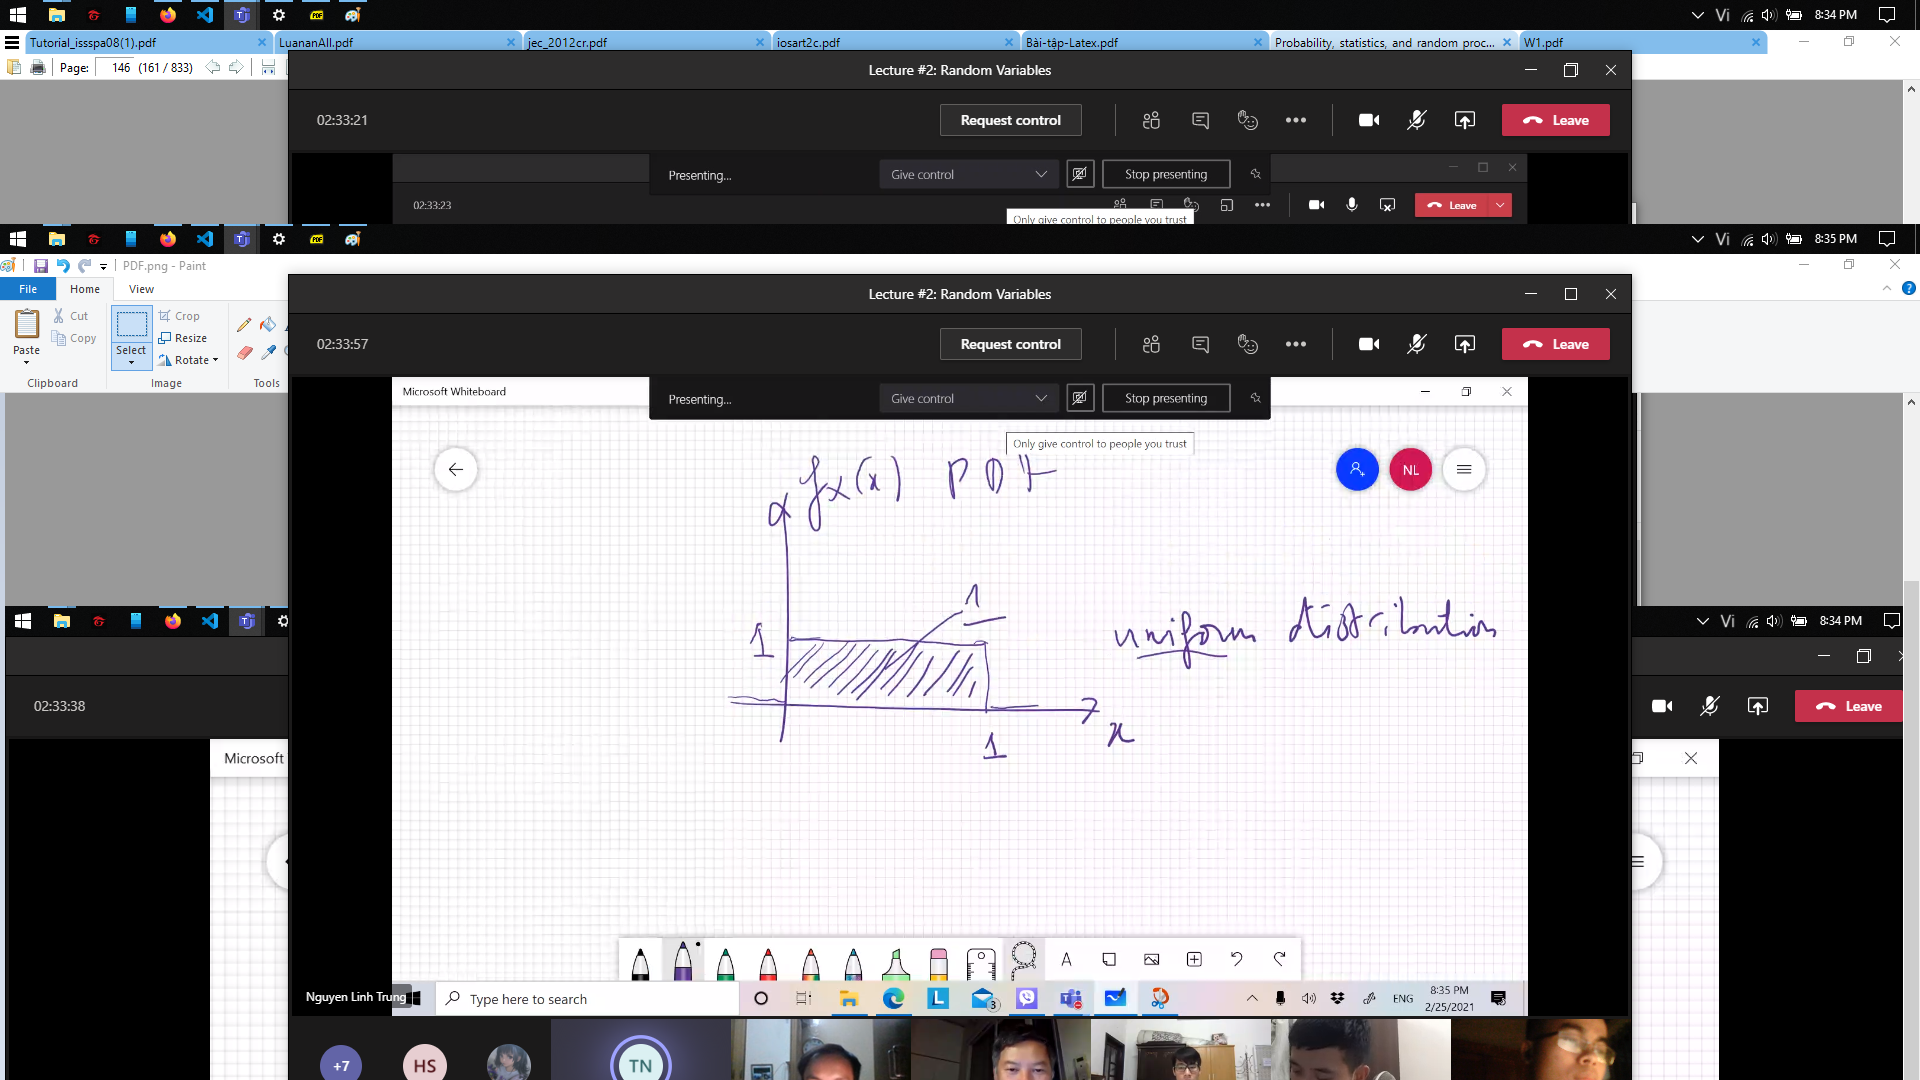 Vi 8:34 PM
Tutorial_issspa08(1).pdf LuananAll.pdf jec_2012cr.pdf iosart2c.pdf Bài-tập-Latex.pdf Probability, statistics, and random proc... W1.pdf
Page: 146 (161 / 833)
Lecture #2: Random Variables
02:33:21 Request control Leave
Presenting... Give control Stop presenting
02:33:23 Leave
Only give control to people you trust
Vi 8:35 PM
PDF.png - Paint
File Home View
Paste Cut Copy Select Crop Resize Rotate
Clipboard Image Tools
Lecture #2: Random Variables
02:33:57 Request control Leave
Microsoft Whiteboard
Presenting... Give control Stop presenting
Only give control to people you trust
NL
fx(x) PDF
1
1 uniform distribution
1 x
Vi 8:34 PM
02:33:38 Leave
Microsoft
Nguyen Linh Trung
Type here to search
3
ENG
8:35 PM
2/25/2021
+7 HS TN